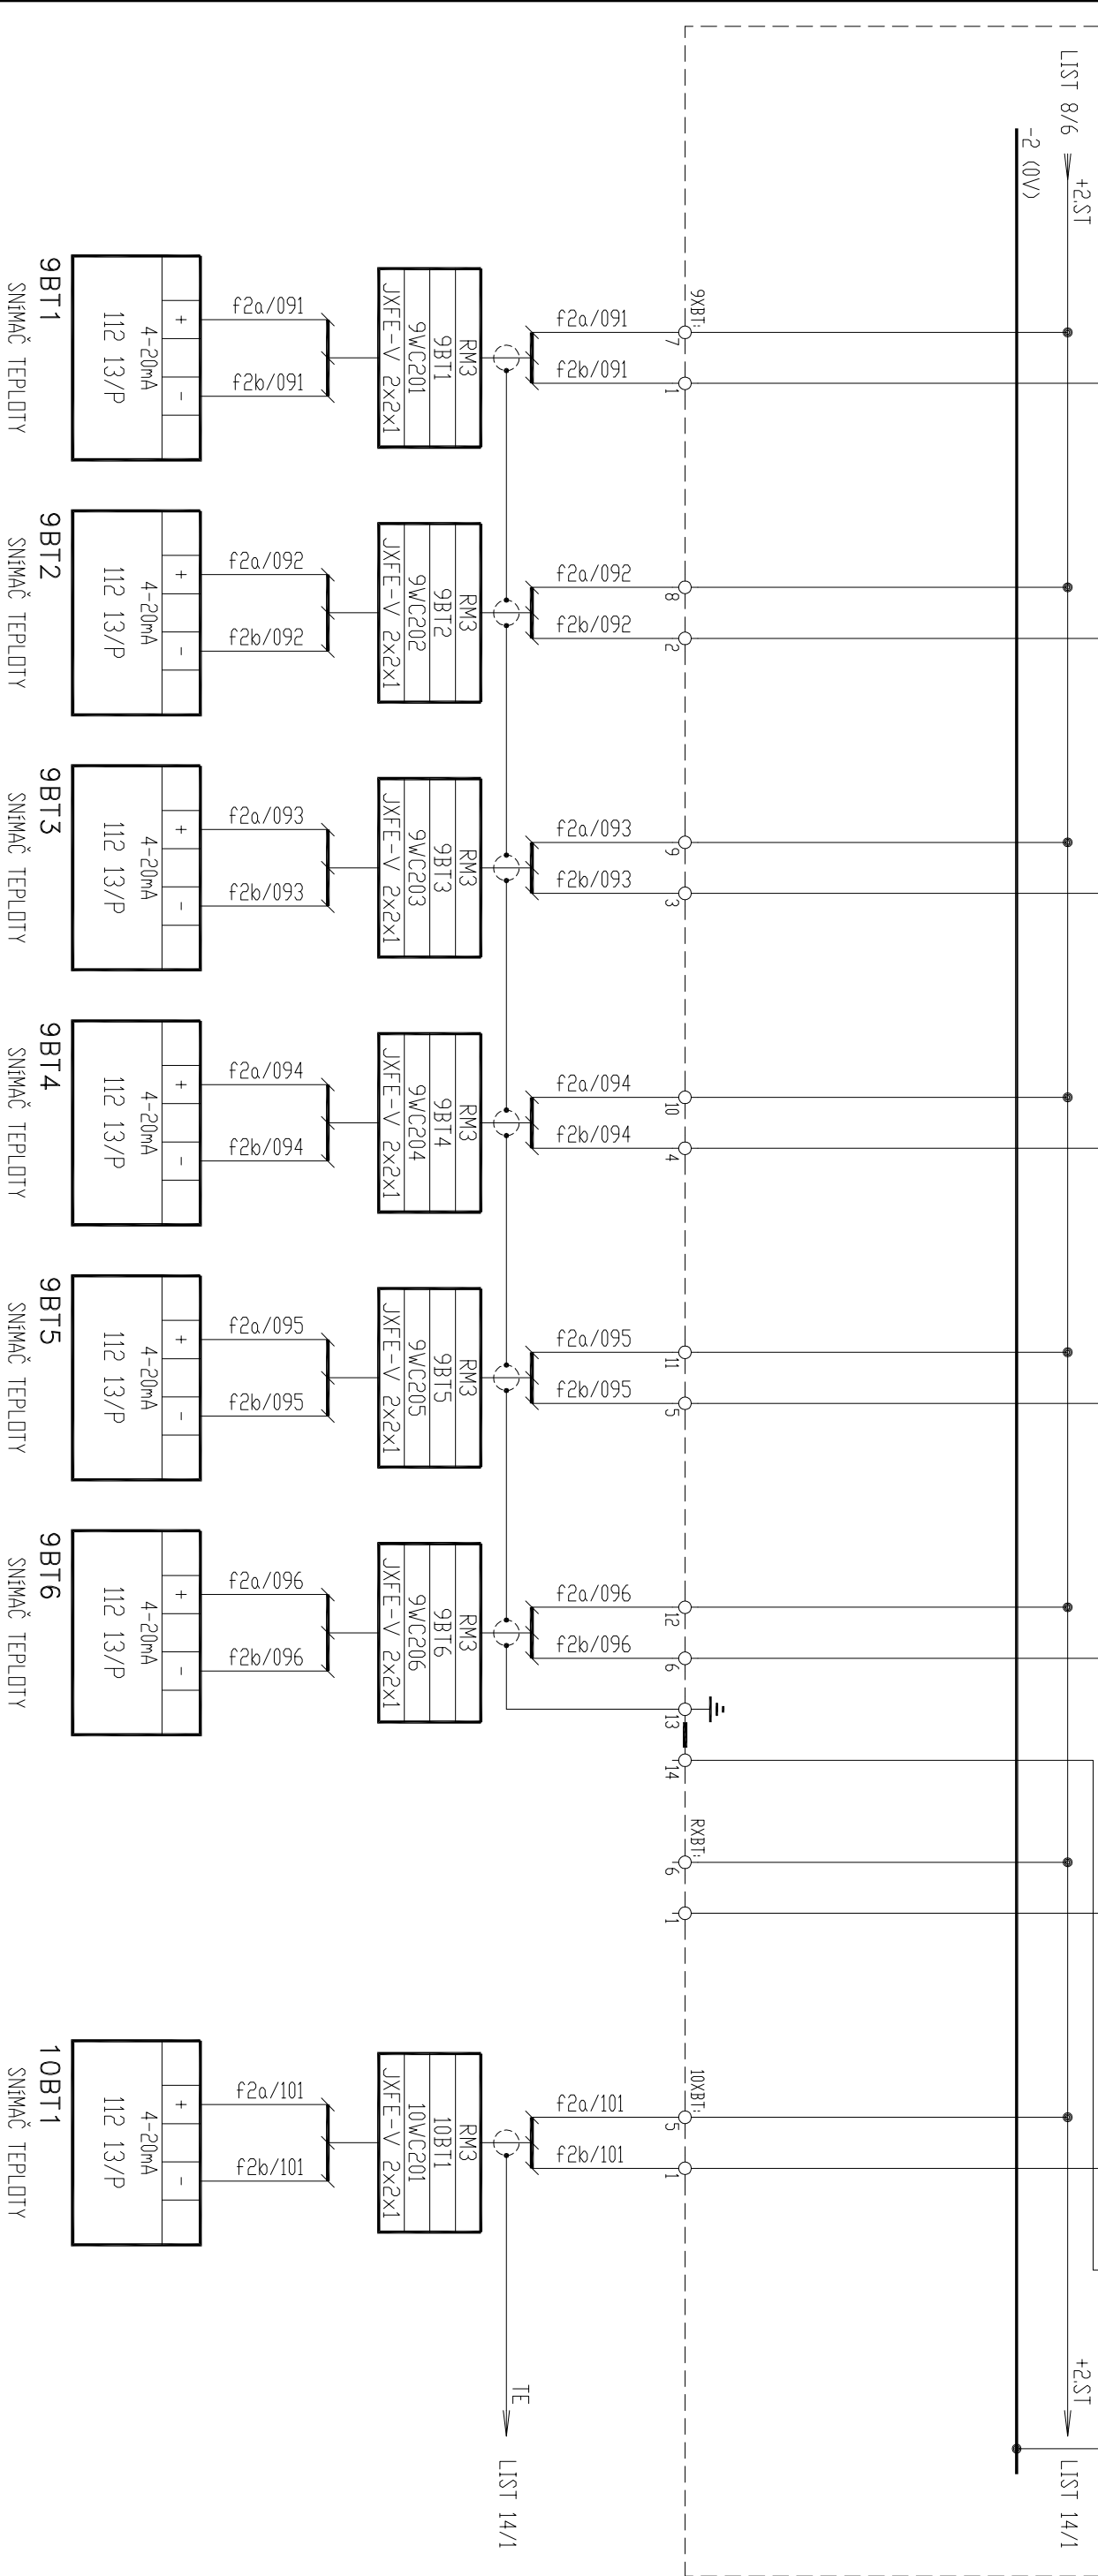 LIST 8/6
+2.ST
-2 (0V)
+2.ST
LIST 14/1
9XBT:
7
1
8
2
9
3
10
4
11
5
12
6
13
14
RXBT:
6
1
10XBT:
5
1
f2a/091
f2b/091
f2a/092
f2b/092
f2a/093
f2b/093
f2a/094
f2b/094
f2a/095
f2b/095
f2a/096
f2b/096
f2a/101
f2b/101
TE
LIST 14/1
RM3
9BT1
9WC201
JXFE-V 2x2x1
RM3
9BT2
9WC202
JXFE-V 2x2x1
RM3
9BT3
9WC203
JXFE-V 2x2x1
RM3
9BT4
9WC204
JXFE-V 2x2x1
RM3
9BT5
9WC205
JXFE-V 2x2x1
RM3
9BT6
9WC206
JXFE-V 2x2x1
RM3
10BT1
10WC201
JXFE-V 2x2x1
f2a/091
f2b/091
f2a/092
f2b/092
f2a/093
f2b/093
f2a/094
f2b/094
f2a/095
f2b/095
f2a/096
f2b/096
f2a/101
f2b/101
+ -
4-20mA
112 13/P
9BT1
SNÍMAČ TEPLOTY
+ -
4-20mA
112 13/P
9BT2
SNÍMAČ TEPLOTY
+ -
4-20mA
112 13/P
9BT3
SNÍMAČ TEPLOTY
+ -
4-20mA
112 13/P
9BT4
SNÍMAČ TEPLOTY
+ -
4-20mA
112 13/P
9BT5
SNÍMAČ TEPLOTY
+ -
4-20mA
112 13/P
9BT6
SNÍMAČ TEPLOTY
+ -
4-20mA
112 13/P
10BT1
SNÍMAČ TEPLOTY